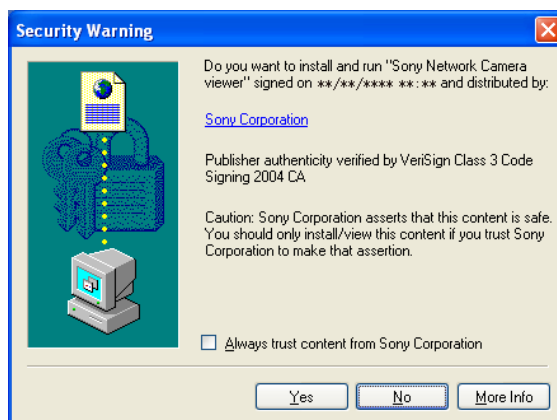 Security Warning
Do you want to install and run "Sony Network Camera
viewer" signed on **/**/**** **:** and distributed by:
Sony Corporation
Publisher authenticity verified by VeriSign Class 3 Code
Signing 2004 CA
Caution: Sony Corporation asserts that this content is safe.
You should only install/view this content if you trust Sony
Corporation to make that assertion.
Always trust content from Sony Corporation
Yes
No
More Info